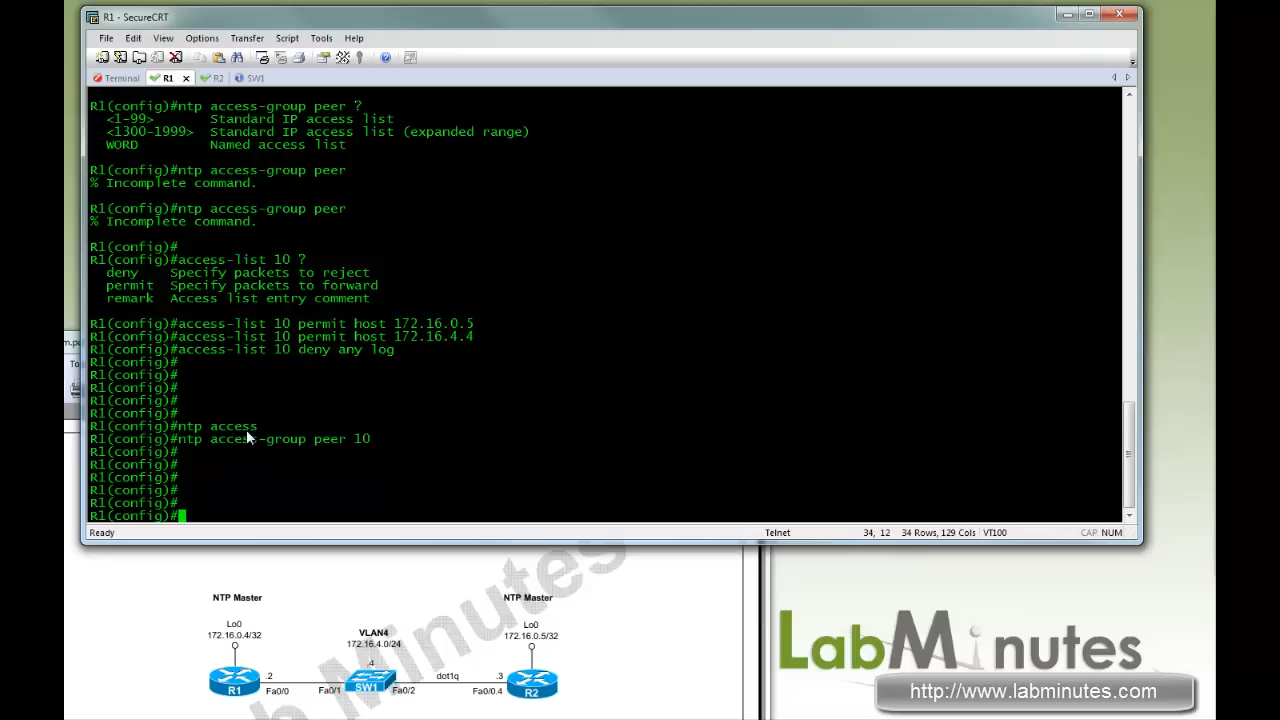 R1 - SecureCRT
File Edit View Options Transfer Script Tools Help
Terminal R1 R2 SW1
R1(config)#ntp access-group peer ?
<1-99> Standard IP access list
<1300-1999> Standard IP access list (expanded range)
WORD Named access list
R1(config)#ntp access-group peer
% Incomplete command.
R1(config)#ntp access-group peer
% Incomplete command.
R1(config)#
R1(config)#access-list 10 ?
deny Specify packets to reject
permit Specify packets to forward
remark Access list entry comment
R1(config)#access-list 10 permit host 172.16.0.5
R1(config)#access-list 10 permit host 172.16.4.4
R1(config)#access-list 10 deny any log
R1(config)#
R1(config)#
R1(config)#
R1(config)#
R1(config)#
R1(config)#ntp access
R1(config)#ntp access-group peer 10
R1(config)#
R1(config)#
R1(config)#
R1(config)#
R1(config)#
R1(config)#
Ready Telnet 34, 12 34 Rows, 129 Cols VT100 CAP NUM
NTP Master NTP Master
Lo0 Lo0
172.16.0.4/32 VLAN4 172.16.0.5/32
172.16.4.0/24
.4
.2 dot1q .3
R1 Fa0/0 Fa0/1 SW1 Fa0/2 Fa0/0.4 R2
Minutes
LabMinutes
http://www.labminutes.com